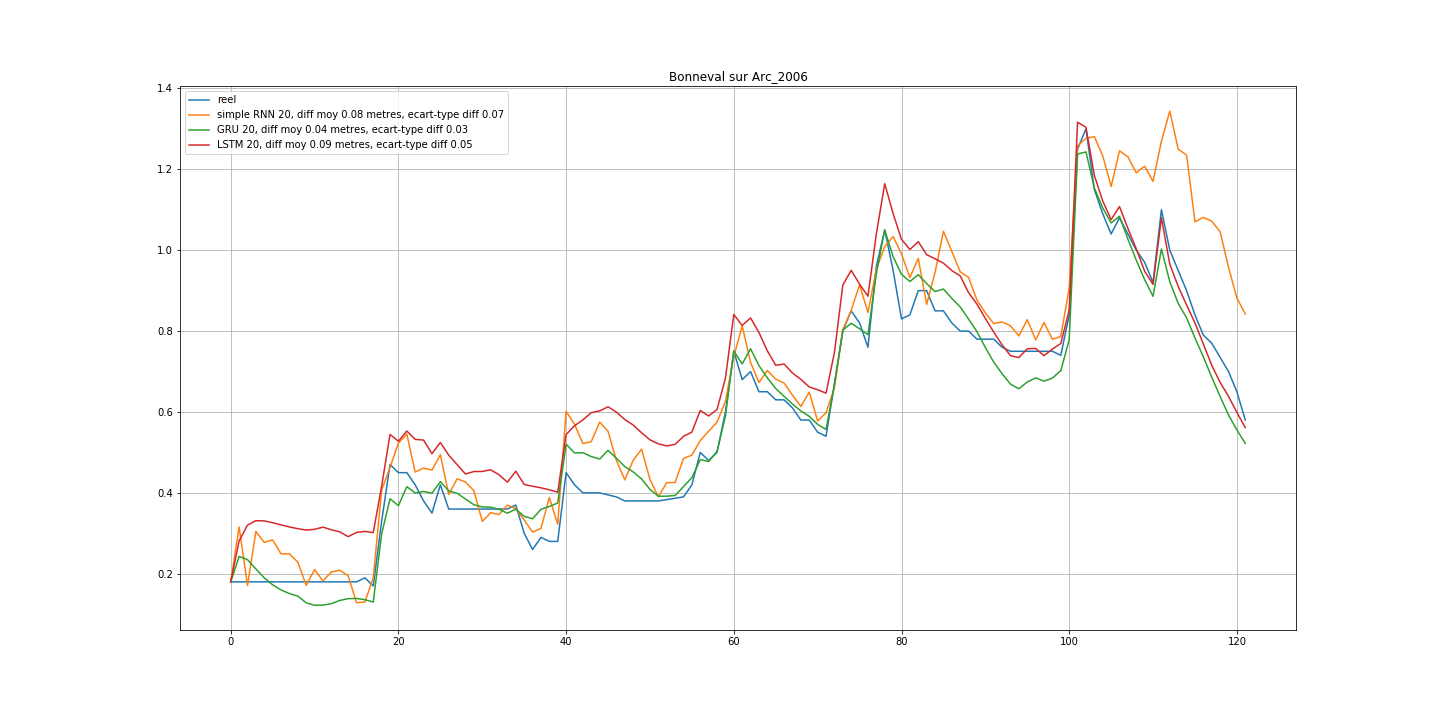 Bonneval sur Arc_2006
1.4
reel
simple RNN 20, diff moy 0.08 metres, ecart-type diff 0.07
GRU 20, diff moy 0.04 metres, ecart-type diff 0.03
LSTM 20, diff moy 0.09 metres, ecart-type diff 0.05
1.2
1.0
0.8
0.6
0.4
0.2
0 20 40 60 80 100 120